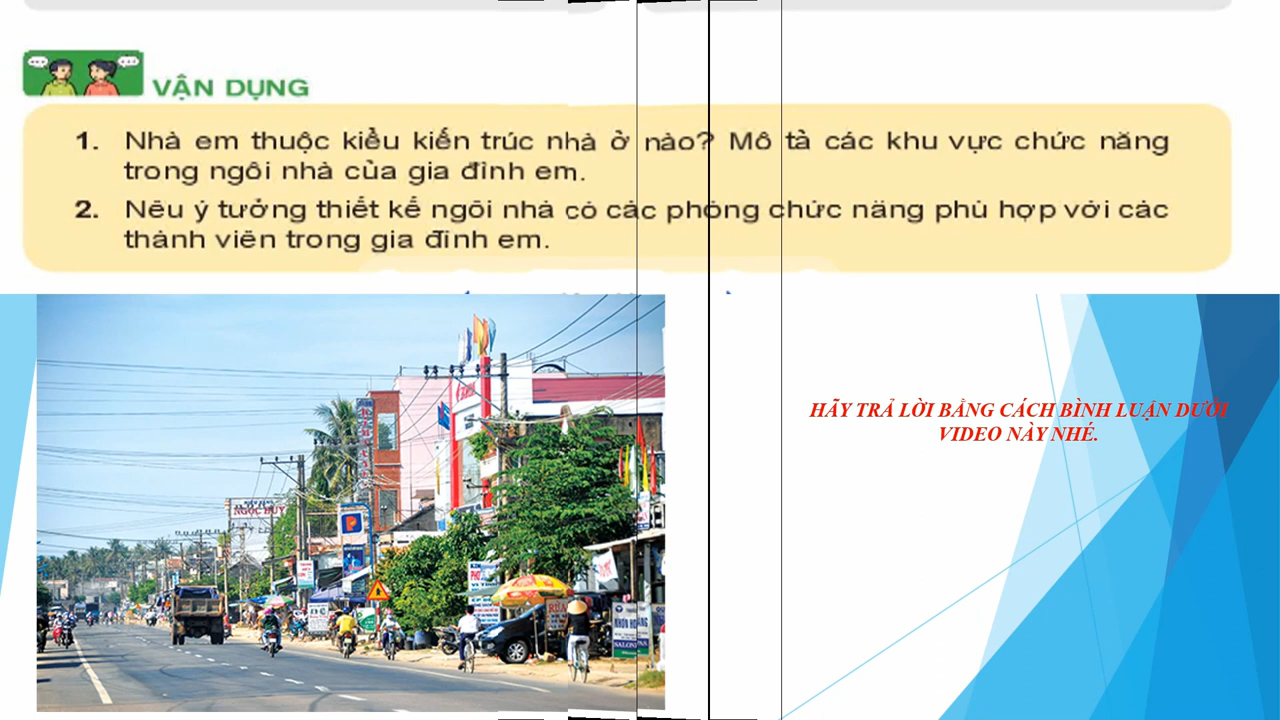 VẬN DỤNG
1. Nhà em thuộc kiểu kiến trúc nhà ở nào? Mô tả các khu vực chức năng
trong ngôi nhà của gia đình em.
2. Nêu ý tưởng thiết kế ngôi nhà có các phòng chức năng phù hợp với các
thành viên trong gia đình em.
HÃY TRẢ LỜI BẰNG CÁCH BÌNH LUẬN DƯỚI
VIDEO NÀY NHÉ.
NGỌC HUY
P
RỬA